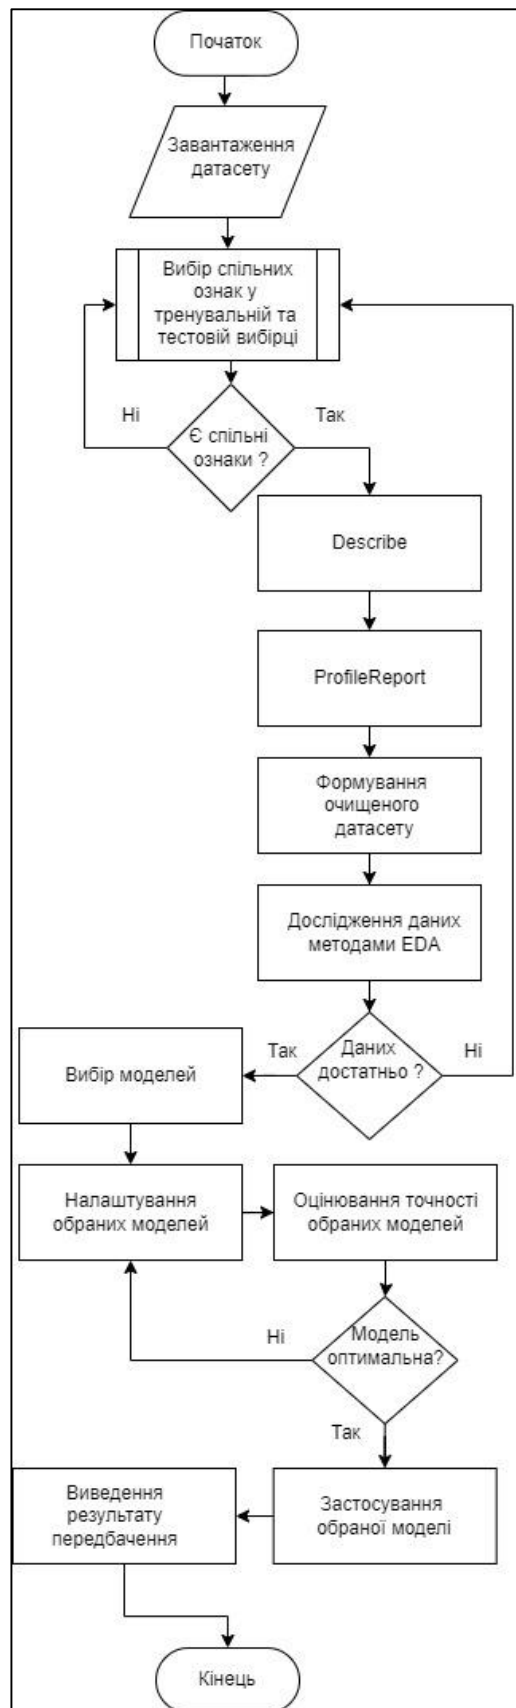 Початок
Завантаження
датасету
Вибір спільних
ознак у
тренувальній та
тестовій вибірці
Ні
Так
Є спільні
ознаки ?
Describe
ProfileReport
Формування
очищеного
датасету
Дослідження даних
методами EDA
Так
Даних
достатньо ?
Ні
Вибір моделей
Налаштування
обраних моделей
Оцінювання точності
обраних моделей
Ні
Модель
оптимальна?
Так
Виведення
результату
передбачення
Застосування
обраної моделі
Кінець